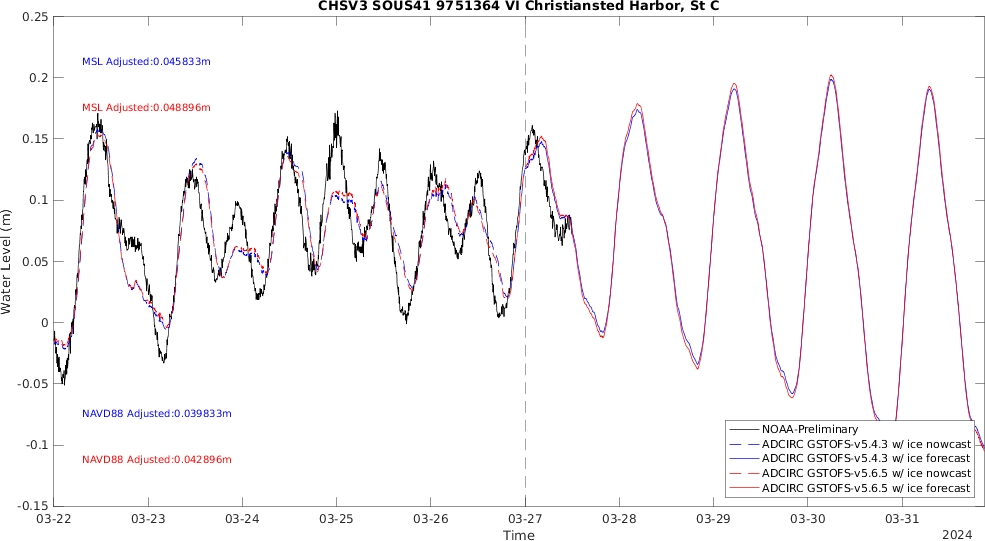 CHSV3 SOUS41 9751364 VI Christiansted Harbor, St C
0.25
0.2
0.15
0.1
0.05
0
-0.05
-0.1
-0.15
Water Level (m)
MSL Adjusted:0.045833m
MSL Adjusted:0.048896m
NAVD88 Adjusted:0.039833m
NAVD88 Adjusted:0.042896m
NOAA-Preliminary
ADCIRC GSTOFS-v5.4.3 w/ ice nowcast
ADCIRC GSTOFS-v5.4.3 w/ ice forecast
ADCIRC GSTOFS-v5.6.5 w/ ice nowcast
ADCIRC GSTOFS-v5.6.5 w/ ice forecast
03-22 03-23 03-24 03-25 03-26 03-27 03-28 03-29 03-30 03-31
Time
2024